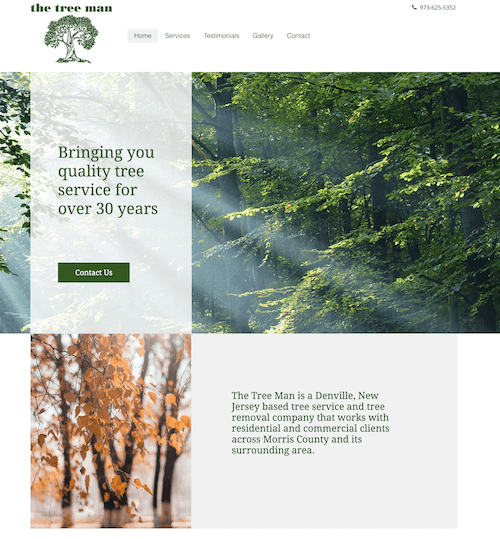 the tree man
973-625-5352
Home Services Testimonials Gallery Contact
Bringing you
quality tree
service for
over 30 years
Contact Us
The Tree Man is a Denville, New
Jersey based tree service and tree
removal company that works with
residential and commercial clients
across Morris County and its
surrounding area.